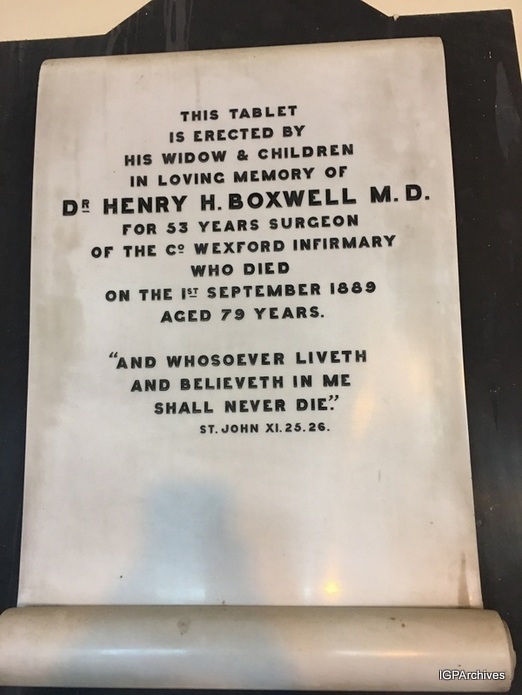 THIS TABLET
IS ERECTED BY
HIS WIDOW & CHILDREN
IN LOVING MEMORY OF
DR HENRY H. BOXWELL M.D.
FOR 53 YEARS SURGEON
OF THE CO WEXFORD INFIRMARY
WHO DIED
ON THE 1ST SEPTEMBER 1889
AGED 79 YEARS.
“AND WHOSOEVER LIVETH
AND BELIEVETH IN ME
SHALL NEVER DIE.”
ST. JOHN XI. 25. 26.
IGPArchives